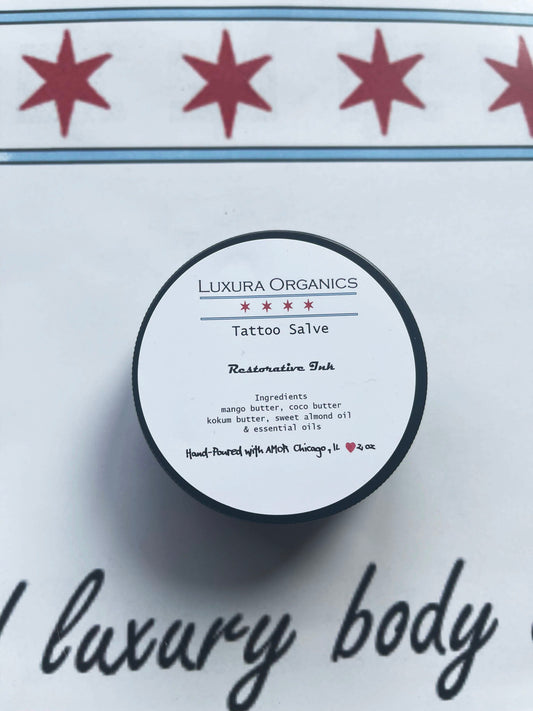 LUXURA ORGANICS
Tattoo Salve
Restorative Ink
Ingredients
mango butter, coco butter
kokum butter, sweet almond oil
& essential oils
Hand-Poured with AMOR Chicago, IL ❤2 oz
luxury body